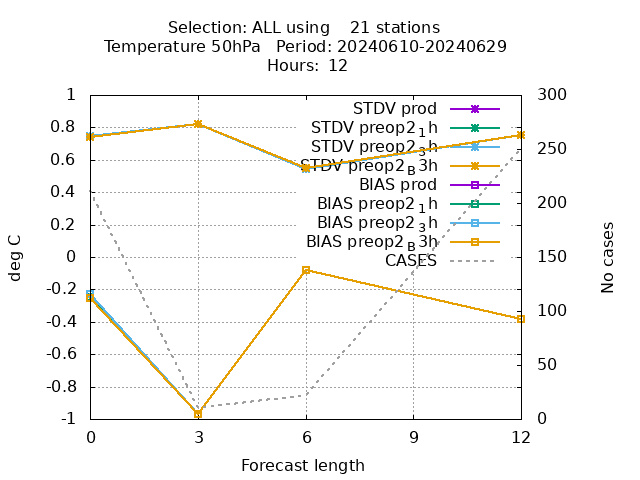 Selection: ALL using    21 stations
Temperature 50hPa   Period: 20240610-20240629
Hours: 12
1
0.8
0.6
0.4
0.2
0
-0.2
-0.4
-0.6
-0.8
-1
300
250
200
150
100
50
0
0
3
6
9
12
deg C
No cases
Forecast length
STDV prod
STDV preop2_1h
STDV preop2_3h
STDV preop2_B3h
BIAS prod
BIAS preop2_1h
BIAS preop2_3h
BIAS preop2_B3h
CASES